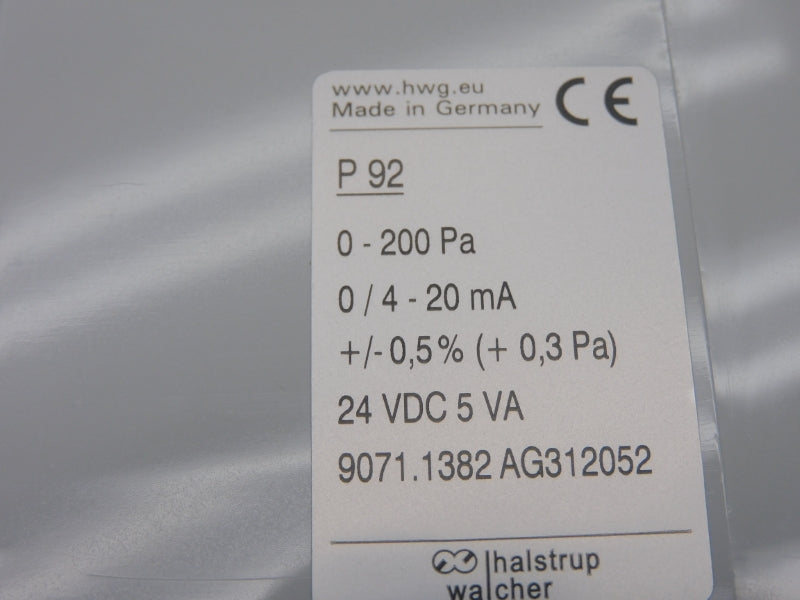 www.hwg.eu
Made in Germany CE
P 92
0 - 200 Pa
0 / 4 - 20 mA
+/- 0,5% (+ 0,3 Pa)
24 VDC 5 VA
9071.1382 AG312052
halstrup
walcher